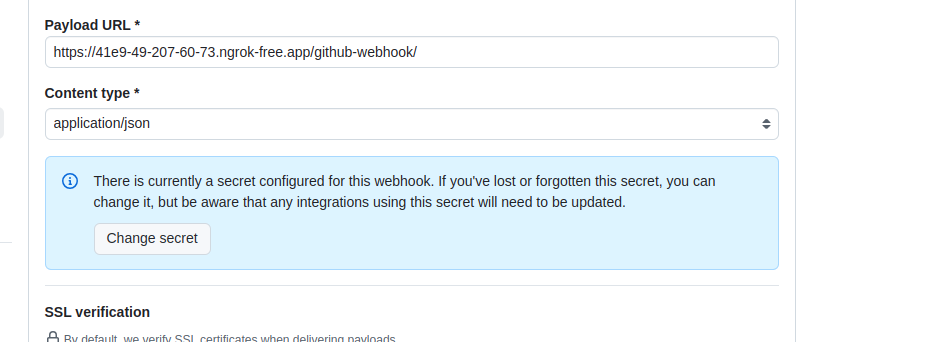 Payload URL *
https://41e9-49-207-60-73.ngrok-free.app/github-webhook/
Content type *
application/json
There is currently a secret configured for this webhook. If you've lost or forgotten this secret, you can
change it, but be aware that any integrations using this secret will need to be updated.
Change secret
SSL verification
By default, we verify SSL certificates when delivering payloads.